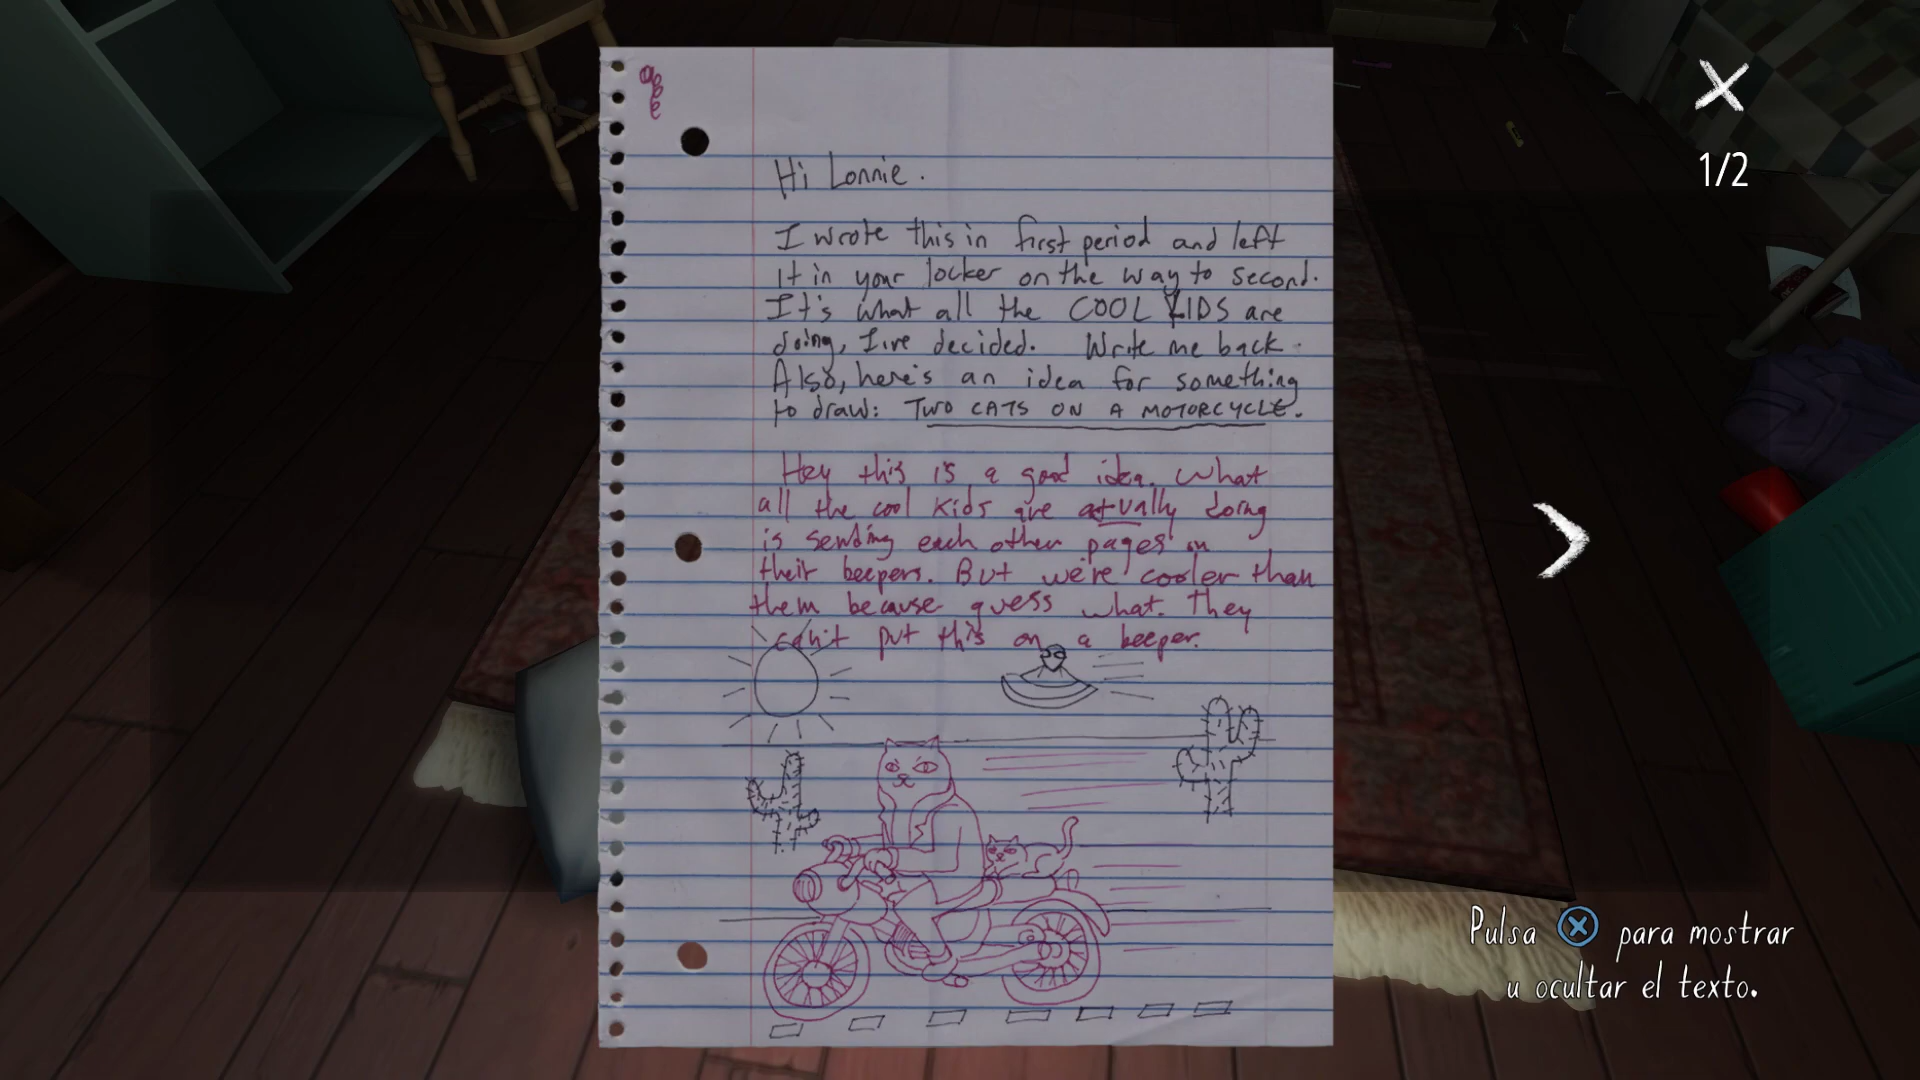 1/2
Hi Lonnie.
I wrote this in first period and left
it in your locker on the way to second.
It's what all the COOL KIDS are
doing, I've decided. Write me back.
Also, here's an idea for something
to draw: TWO CATS ON A MOTORCYCLE.
Hey this is a good idea. What
all the cool kids are actually doing
is sending each other pages on
their beepers. But we're cooler than
them because guess what. They
can't put this on a beeper.
Pulsa para mostrar
u ocultar el texto.